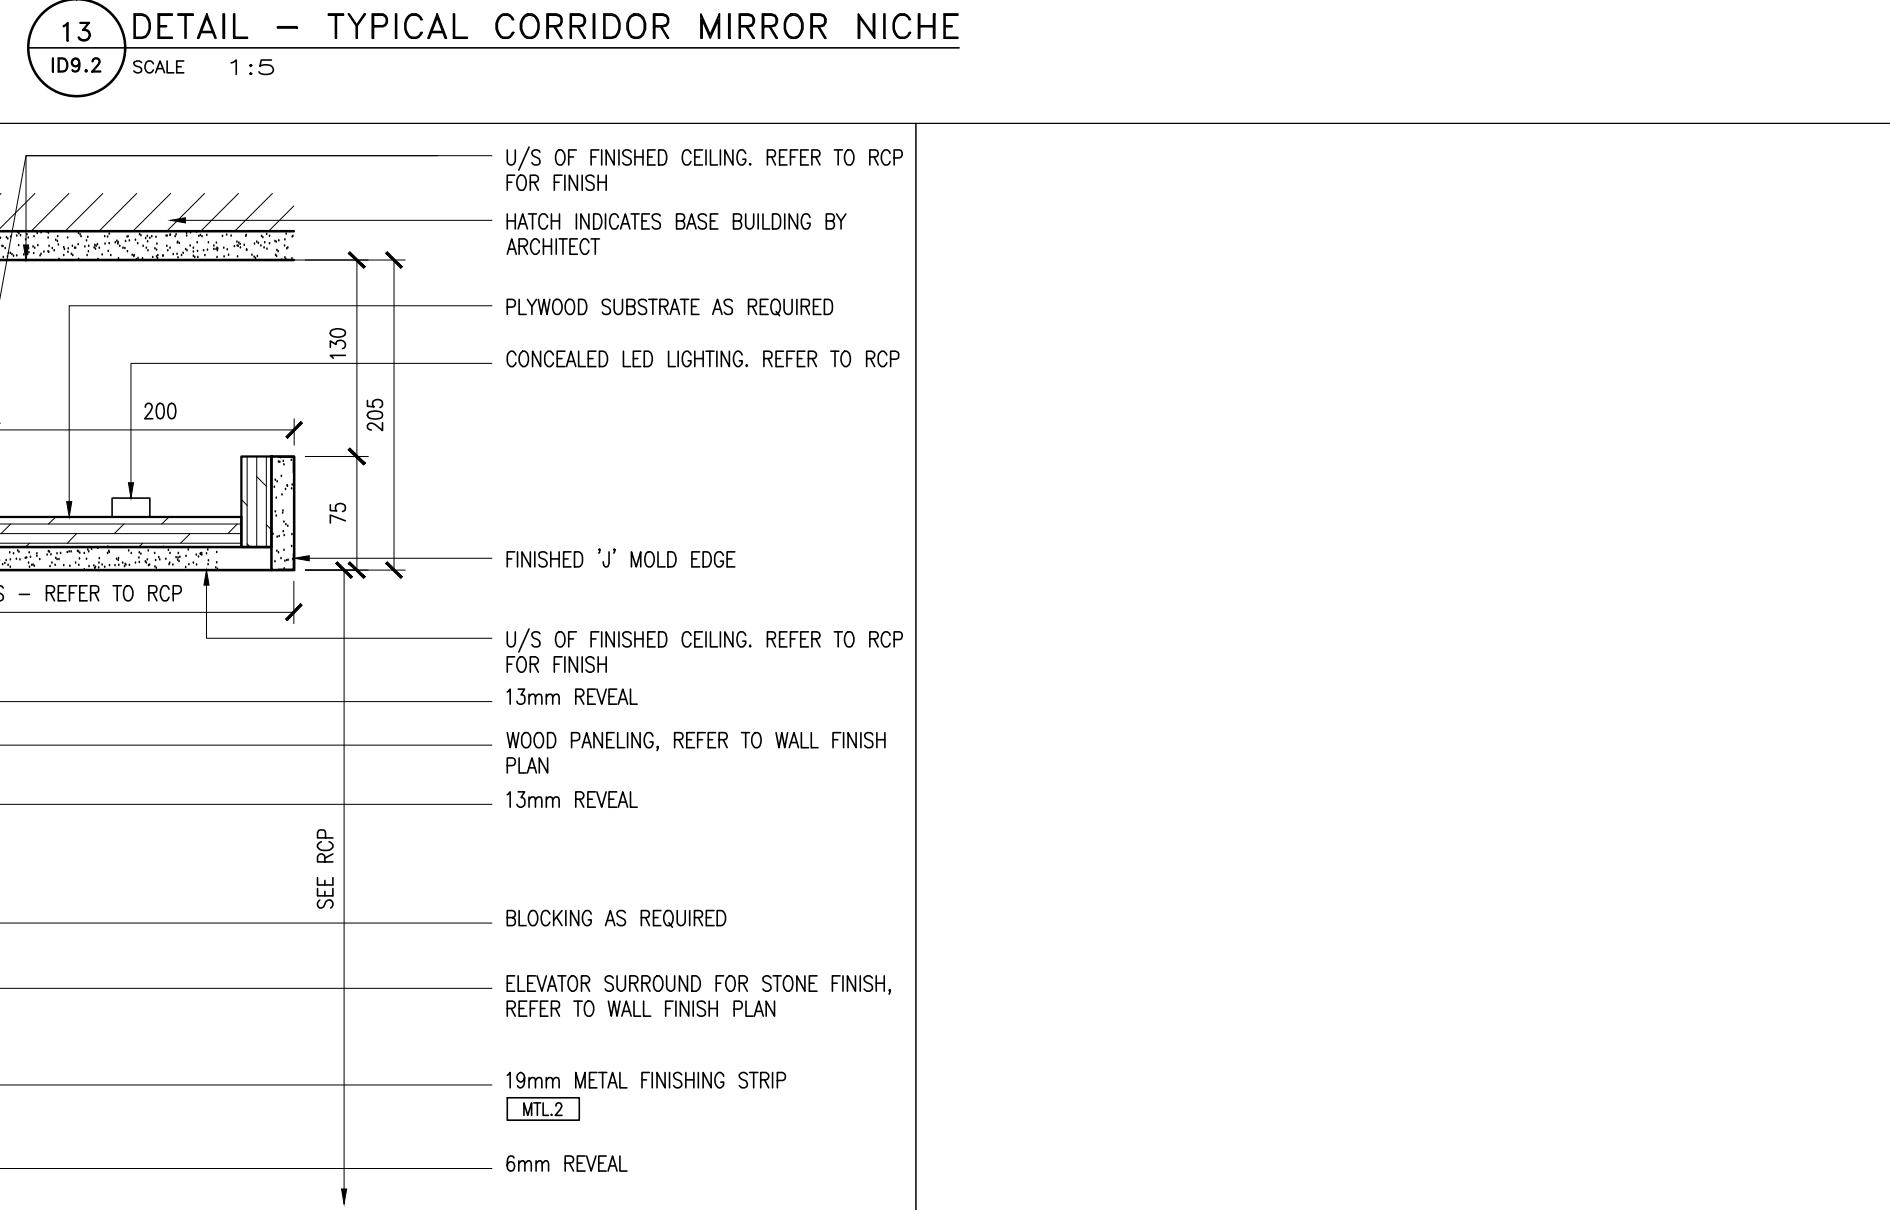 13
ID9.2
DETAIL – TYPICAL CORRIDOR MIRROR NICHE
SCALE 1:5
U/S OF FINISHED CEILING. REFER TO RCP
FOR FINISH
HATCH INDICATES BASE BUILDING BY
ARCHITECT
PLYWOOD SUBSTRATE AS REQUIRED
130
CONCEALED LED LIGHTING. REFER TO RCP
200
205
75
FINISHED 'J' MOLD EDGE
S – REFER TO RCP
U/S OF FINISHED CEILING. REFER TO RCP
FOR FINISH
13mm REVEAL
WOOD PANELING, REFER TO WALL FINISH
PLAN
13mm REVEAL
SEE RCP
BLOCKING AS REQUIRED
ELEVATOR SURROUND FOR STONE FINISH,
REFER TO WALL FINISH PLAN
19mm METAL FINISHING STRIP
MTL.2
6mm REVEAL